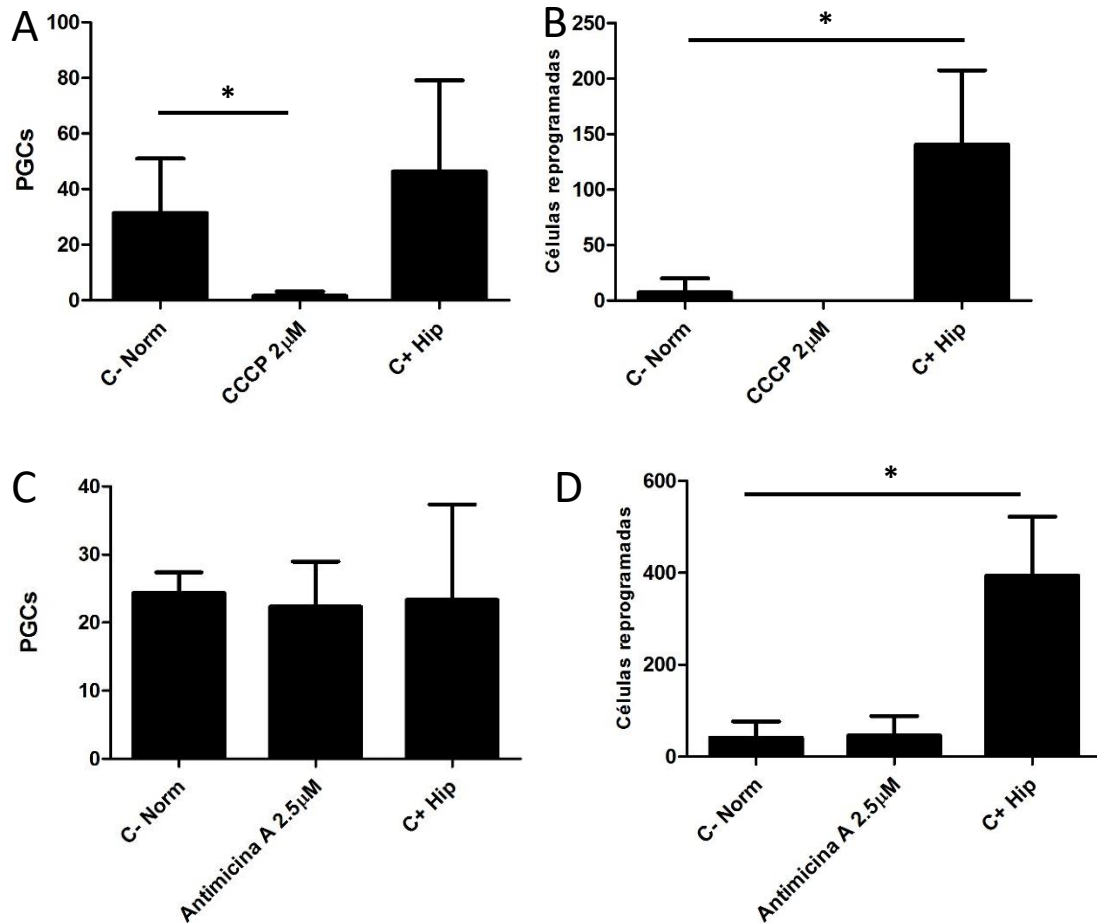 A
100
80
60
40
20
0
PGCs
*
C- Norm
CCCP 2µM
C+ Hip
B
250
200
150
100
50
0
Células reprogramadas
*
C- Norm
CCCP 2µM
C+ Hip
C
40
30
20
10
0
PGCs
C- Norm
Antimicina A 2.5µM
C+ Hip
D
600
400
200
0
Células reprogramadas
*
C- Norm
Antimicina A 2.5µM
C+ Hip